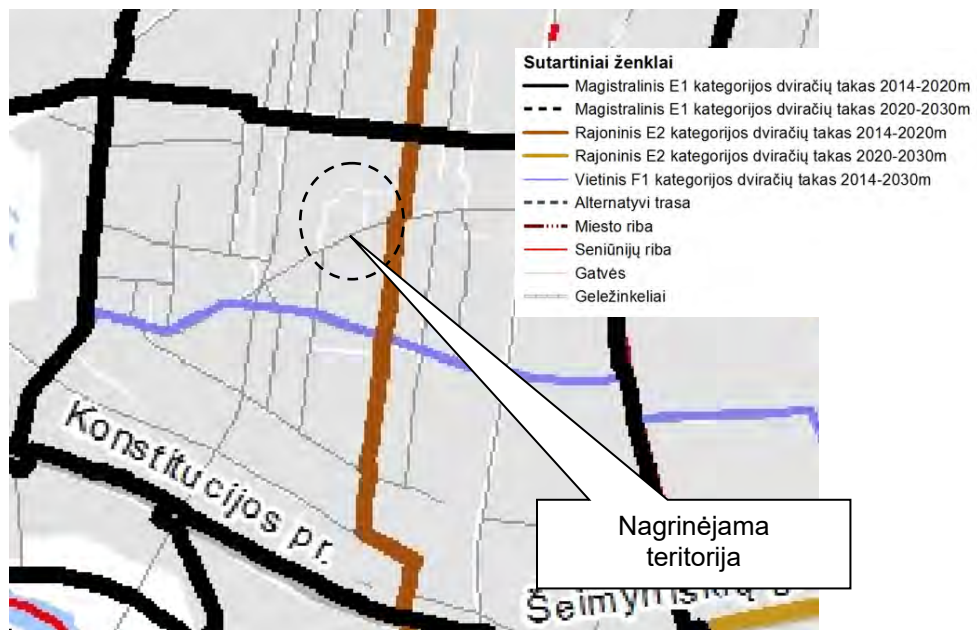 Sutartiniai ženklai
Magistralinis E1 kategorijos dviračių takas 2014-2020m
Magistralinis E1 kategorijos dviračių takas 2020-2030m
Rajoninis E2 kategorijos dviračių takas 2014-2020m
Rajoninis E2 kategorijos dviračių takas 2020-2030m
Vietinis F1 kategorijos dviračių takas 2014-2030m
Alternatyvi trasa
Miesto riba
Seniūnijų riba
Gatvės
Geležinkeliai
Konstitucijos pr.
Nagrinėjama
teritorija